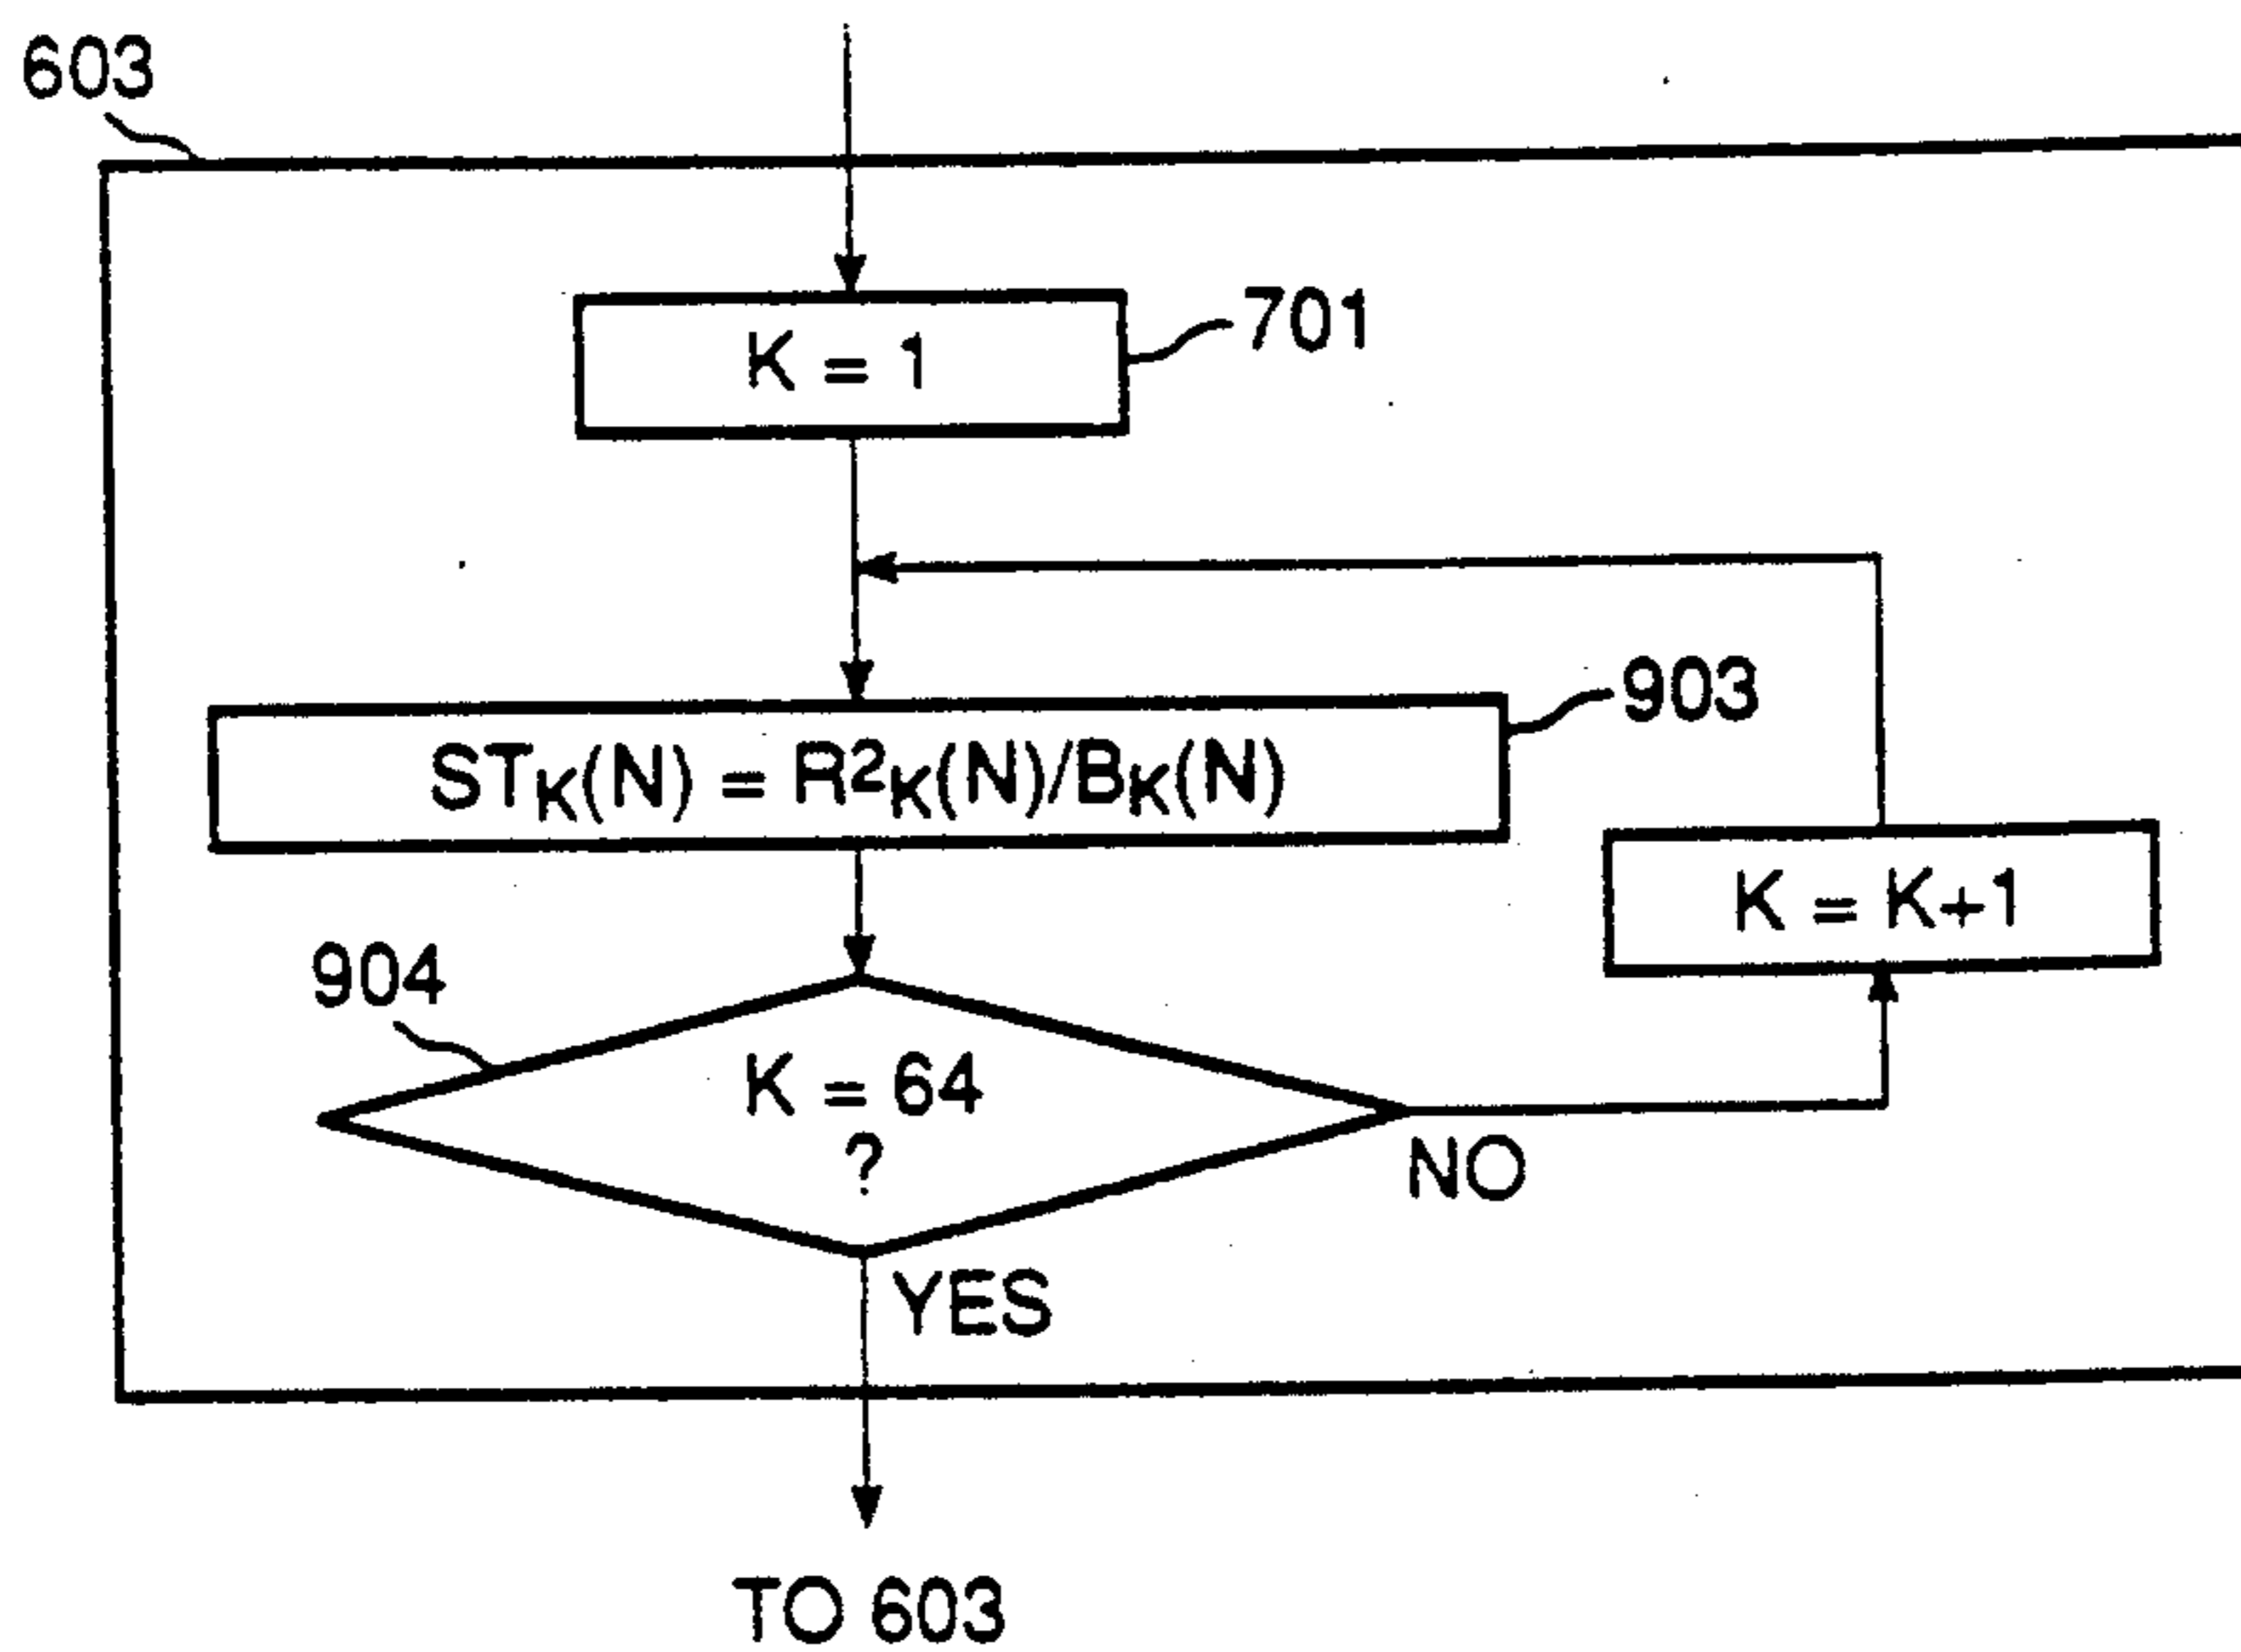 603
K = 1
701
STK(N) = R2K(N)/BK(N)
903
K = K+1
904
K = 64
?
NO
YES
TO 603